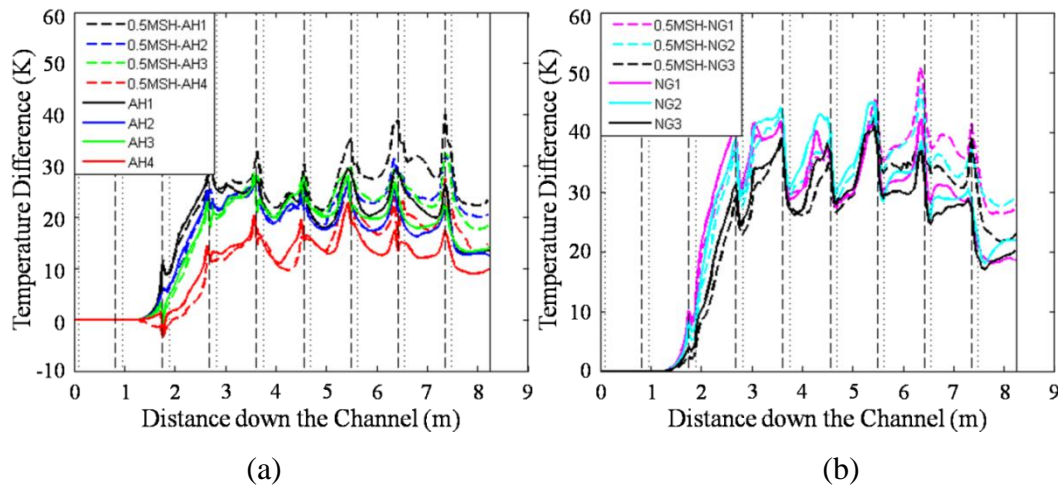 60
50
40
30
20
10
0
-10
Temperature Difference (K)
0.5MSH-AH1
0.5MSH-AH2
0.5MSH-AH3
0.5MSH-AH4
AH1
AH2
AH3
AH4
0 1 2 3 4 5 6 7 8 9
Distance down the Channel (m)
(a)
60
50
40
30
20
10
0
Temperature Difference (K)
0.5MSH-NG1
0.5MSH-NG2
0.5MSH-NG3
NG1
NG2
NG3
0 1 2 3 4 5 6 7 8 9
Distance down the Channel (m)
(b)